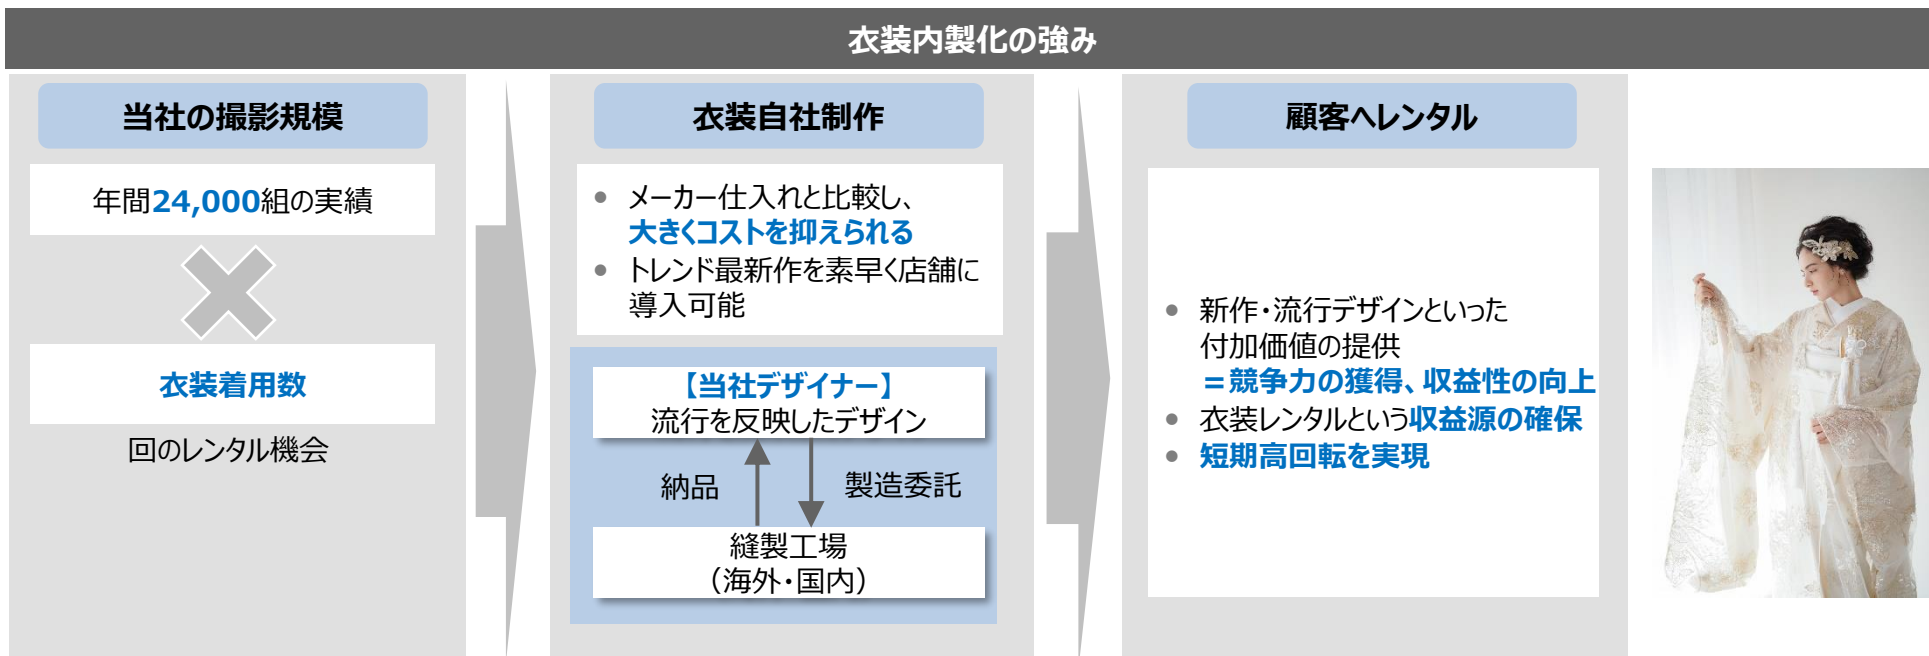 衣装内製化の強み
当社の撮影規模
年間24,000組の実績
衣装着用数
回のレンタル機会
衣装自社制作
• メーカー仕入れと比較し、
大きくコストを抑えられる
• トレンド最新作を素早く店舗に
導入可能
【当社デザイナー】
流行を反映したデザイン
納品
製造委託
縫製工場
（海外・国内）
顧客へレンタル
• 新作・流行デザインといった
付加価値の提供
＝競争力の獲得、収益性の向上
• 衣装レンタルという収益源の確保
• 短期高回転を実現